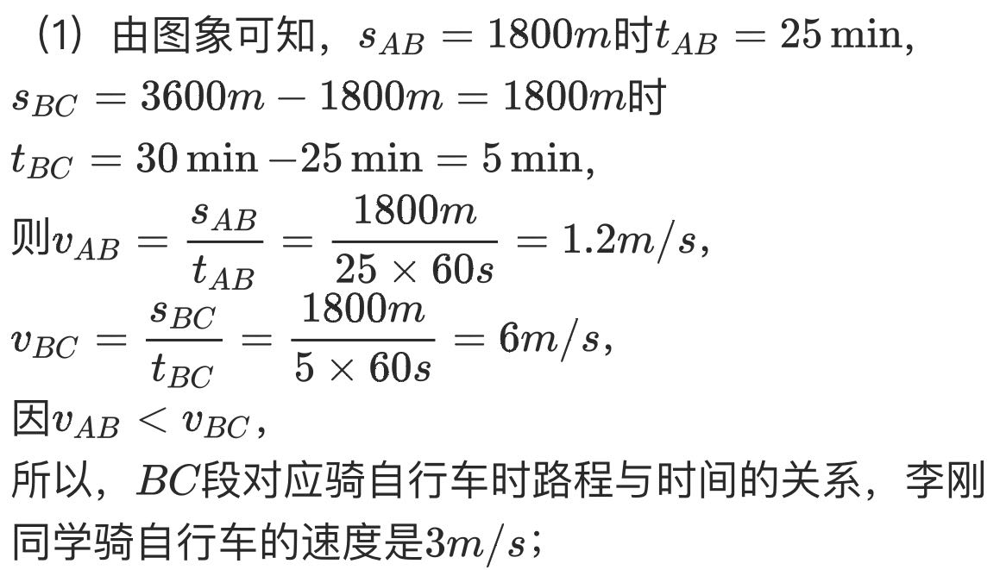 (1) 由图象可知，$s_{AB} = 1800m$时$t_{AB} = 25\min$,
$s_{BC} = 3600m - 1800m = 1800m$时
$t_{BC} = 30\min - 25\min = 5\min$,
则$v_{AB} = \frac{s_{AB}}{t_{AB}} = \frac{1800m}{25 \times 60s} = 1.2m/s$,
$v_{BC} = \frac{s_{BC}}{t_{BC}} = \frac{1800m}{5 \times 60s} = 6m/s$,
因$v_{AB} < v_{BC}$,
所以，$BC$段对应骑自行车时路程与时间的关系，李刚
同学骑自行车的速度是$3m/s$；